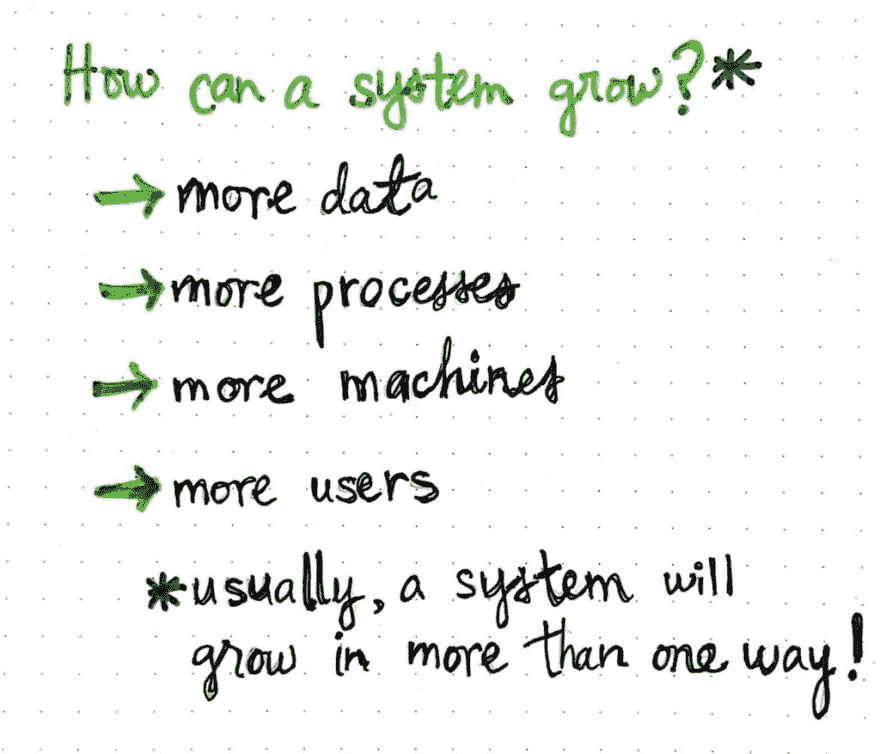 How can a system grow?*
→ more data
→ more processes
→ more machines
→ more users
*usually, a system will
grow in more than one way!